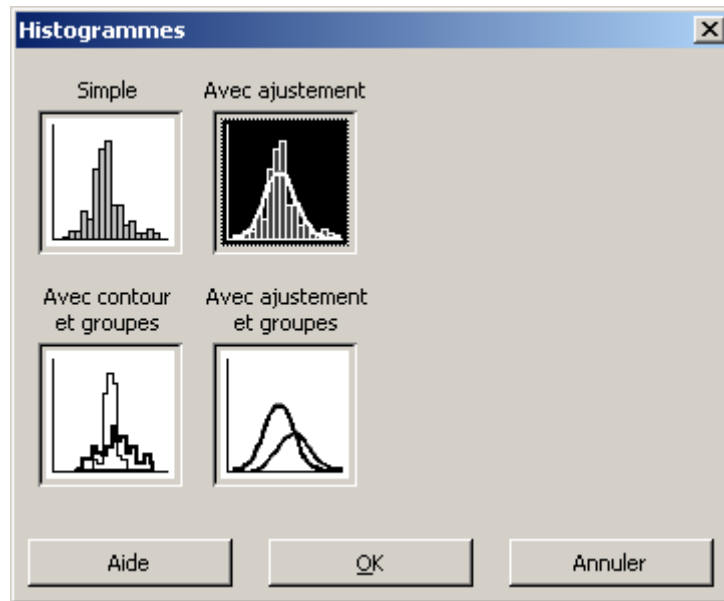 Histogrammes
Simple
Avec ajustement
Avec contour
et groupes
Avec ajustement
et groupes
Aide
OK
Annuler